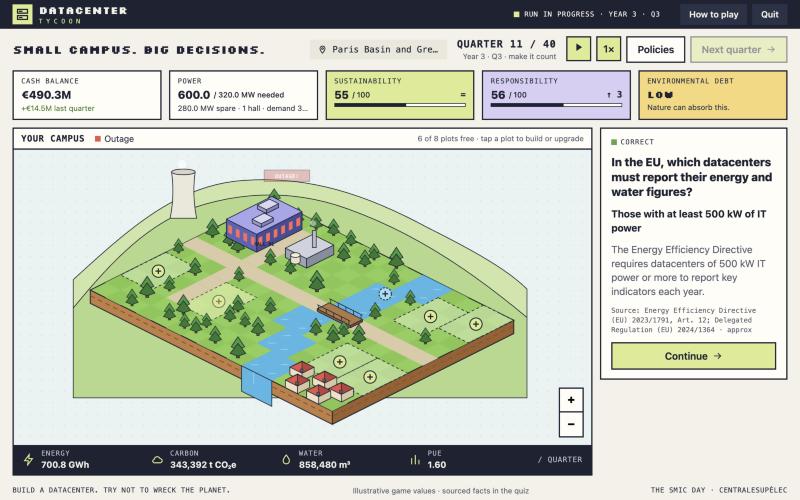 DATACENTER
TYCOON
RUN IN PROGRESS · YEAR 3 · Q3
How to play
Quit
SMALL CAMPUS. BIG DECISIONS.
Paris Basin and Gre…
QUARTER 11 / 40
Year 3 · Q3 · make it count
1×
Policies
Next quarter →
CASH BALANCE
€490.3M
+€14.5M last quarter
POWER
600.0 / 320.0 MW needed
280.0 MW spare · 1 hall · demand 3…
SUSTAINABILITY
55 / 100 =
RESPONSIBILITY
56 / 100 ↑ 3
ENVIRONMENTAL DEBT
LOW
Nature can absorb this.
YOUR CAMPUS
Outage
6 of 8 plots free · tap a plot to build or upgrade
OUTAGE!
+
−
ENERGY
700.8 GWh
CARBON
343,392 t CO₂e
WATER
858,480 m³
PUE
1.60
/ QUARTER
CORRECT
In the EU, which datacenters
must report their energy and
water figures?
Those with at least 500 kW of IT
power
The Energy Efficiency Directive
requires datacenters of 500 kW IT
power or more to report key
indicators each year.
Source: Energy Efficiency Directive
(EU) 2023/1791, Art. 12; Delegated
Regulation (EU) 2024/1364 · approx
Continue →
BUILD A DATACENTER. TRY NOT TO WRECK THE PLANET.
Illustrative game values · sourced facts in the quiz
THE SMIC DAY · CENTRALESUPÉLEC